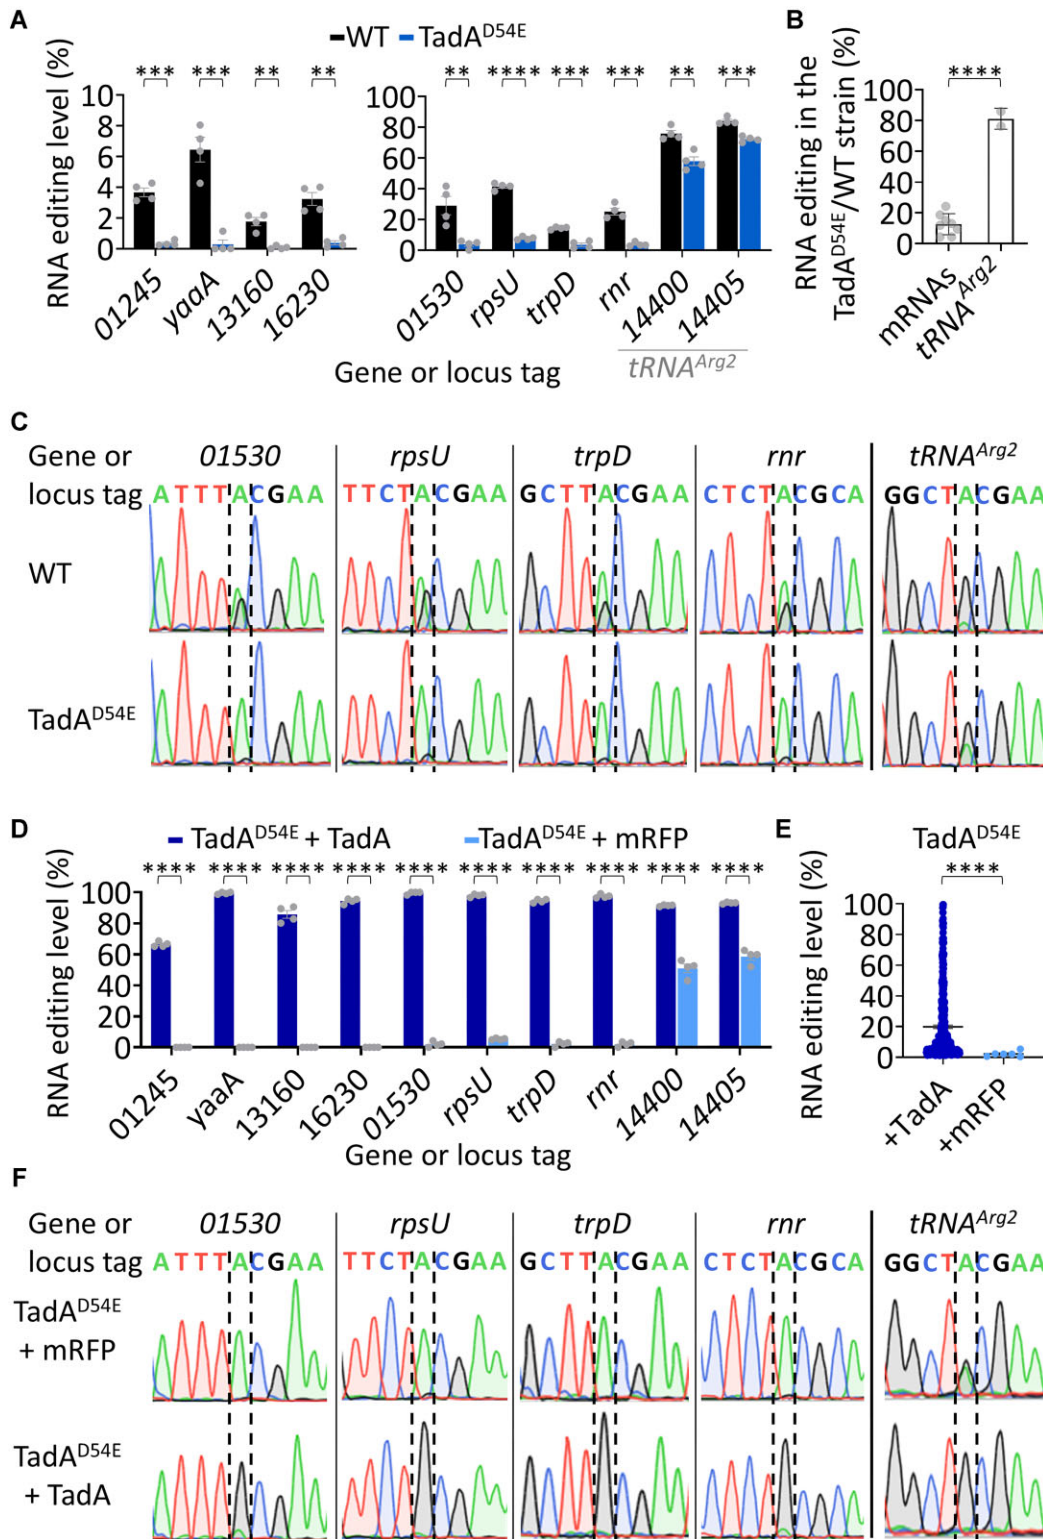 A
WT TadA^D54E
*** *** ** **
** **** *** *** ** ***
RNA editing level (%)
10
8
6
4
2
0
100
80
60
40
20
0
01245 yaaA 13160 16230
01530 rpsU trpD rnr 14400 14405
tRNA^Arg2
Gene or locus tag
B
****
RNA editing in the
TadA^D54E/WT strain (%)
100
80
60
40
20
0
mRNAs tRNA^Arg2
C
Gene or locus tag
01530 rpsU trpD rnr tRNA^Arg2
ATTTACGAA TTCTACGAA GCTTACGAA CTCTACGCA GGCTACGAA
WT
TadA^D54E
D
TadA^D54E + TadA TadA^D54E + mRFP
**** **** **** **** **** **** **** **** **** ****
RNA editing level (%)
100
80
60
40
20
0
01245 yaaA 13160 16230 01530 rpsU trpD rnr 14400 14405
Gene or locus tag
E
TadA^D54E
****
RNA editing level (%)
100
80
60
40
20
0
+TadA +mRFP
F
Gene or locus tag
01530 rpsU trpD rnr tRNA^Arg2
ATTTACGAA TTCTACGAA GCTTACGAA CTCTACGCA GGCTACGAA
TadA^D54E
+ mRFP
TadA^D54E
+ TadA